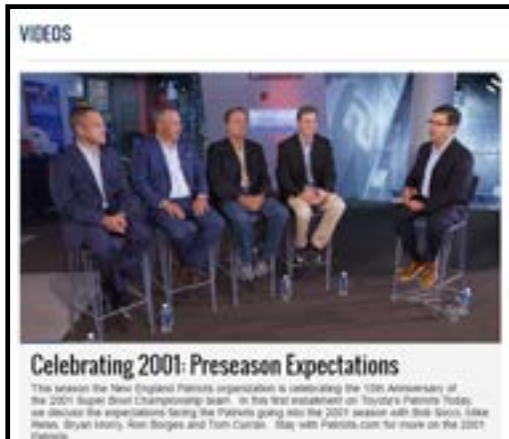 VIDEOS
Celebrating 2001: Preseason Expectations
This season the New England Patriots organization is celebrating the 15th Anniversary of
the 2001 Super Bowl Championship team. In this first installment on Toyota's Patriots Today,
we discuss the expectations facing the Patriots going into the 2001 season with Bob Socci, Mike
Reiss, Bryan Morry, Ron Borges and Tom Curran. Stay with Patriots.com for more on the 2001
Patriots